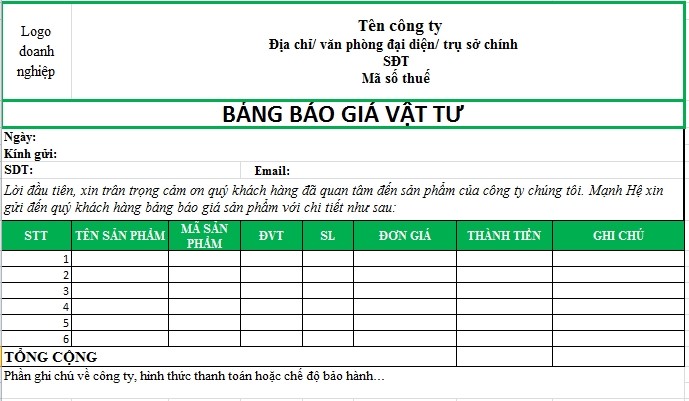 Logo
doanh
nghiệp
Tên công ty
Địa chỉ/ văn phòng đại diện/ trụ sở chính
SĐT
Mã số thuế
BẢNG BÁO GIÁ VẬT TƯ
Ngày:
Kính gửi:
SDT: Email:
Lời đầu tiên, xin trân trọng cảm ơn quý khách hàng đã quan tâm đến sản phẩm của công ty chúng tôi. Mạnh Hệ xin
gửi đến quý khách hàng bảng báo giá sản phẩm với chi tiết như sau:
STT TÊN SẢN PHẨM MÃ SẢN PHẨM ĐVT SL ĐƠN GIÁ THÀNH TIỀN GHI CHÚ
1
2
3
4
5
6
TỔNG CỘNG
Phần ghi chú về công ty, hình thức thanh toán hoặc chế độ bảo hành…